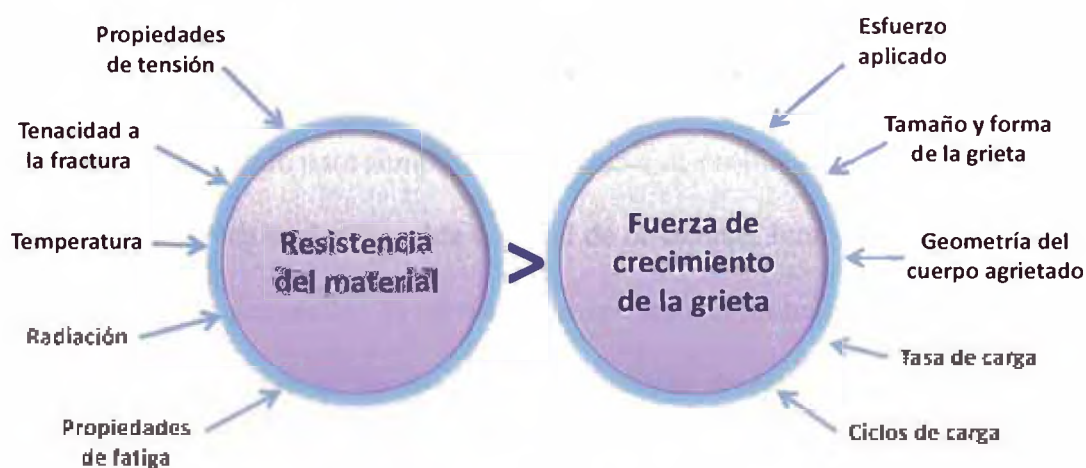 Propiedades
de tensión
Tenacidad a
la fractura
Temperatura
Radiación
Propiedades
de fatiga
Resistencia
del material
>
Fuerza de
crecimiento
de la grieta
Esfuerzo
aplicado
Tamaño y forma
de la grieta
Geometría del
cuerpo agrietado
Tasa de carga
Ciclos de carga